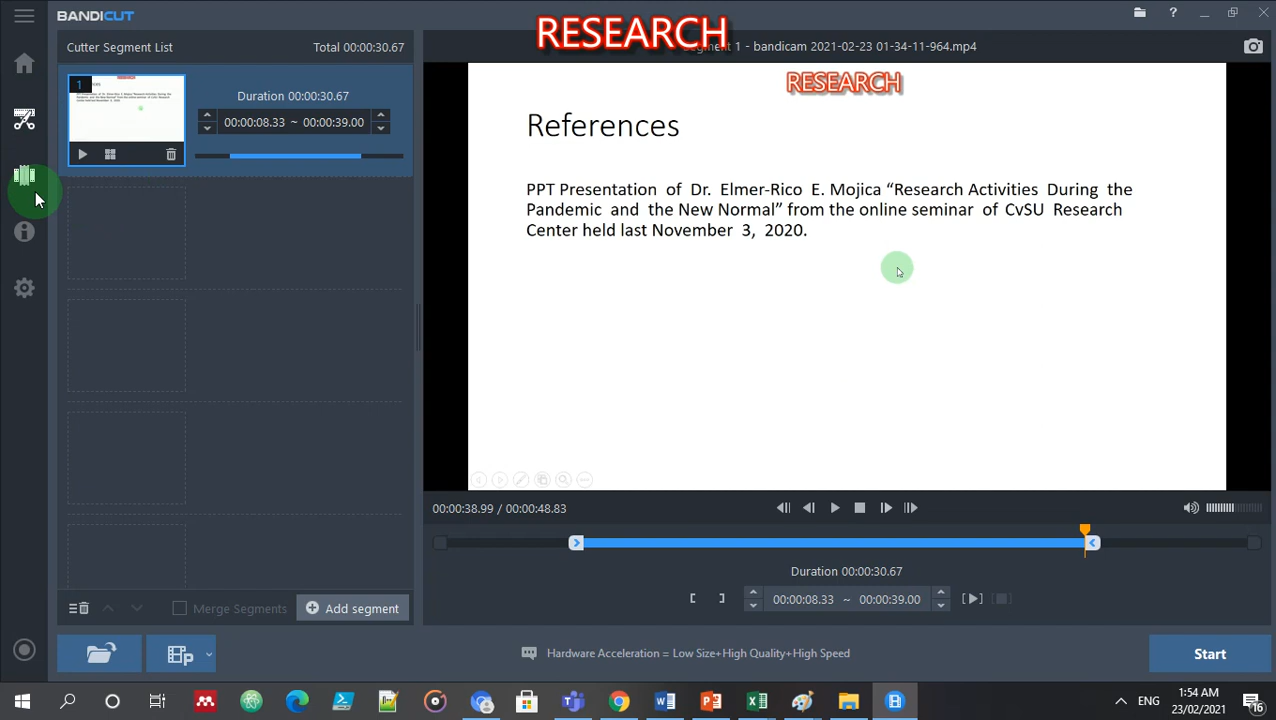 BANDICUT
RESEARCH
Cutter Segment List
Total 00:00:30.67
Segment 1 - bandicam 2021-02-23 01-34-11-964.mp4
1
Duration 00:00:30.67
00:00:08.33 ~ 00:00:39.00
RESEARCH
References
PPT Presentation of Dr. Elmer-Rico E. Mojica “Research Activities During the
Pandemic and the New Normal” from the online seminar of CvSU Research
Center held last November 3, 2020.
00:00:38.99 / 00:00:48.83
Duration 00:00:30.67
00:00:08.33 ~ 00:00:39.00
Merge Segments
Add segment
Hardware Acceleration = Low Size+High Quality+High Speed
Start
ENG
1:54 AM
23/02/2021
16